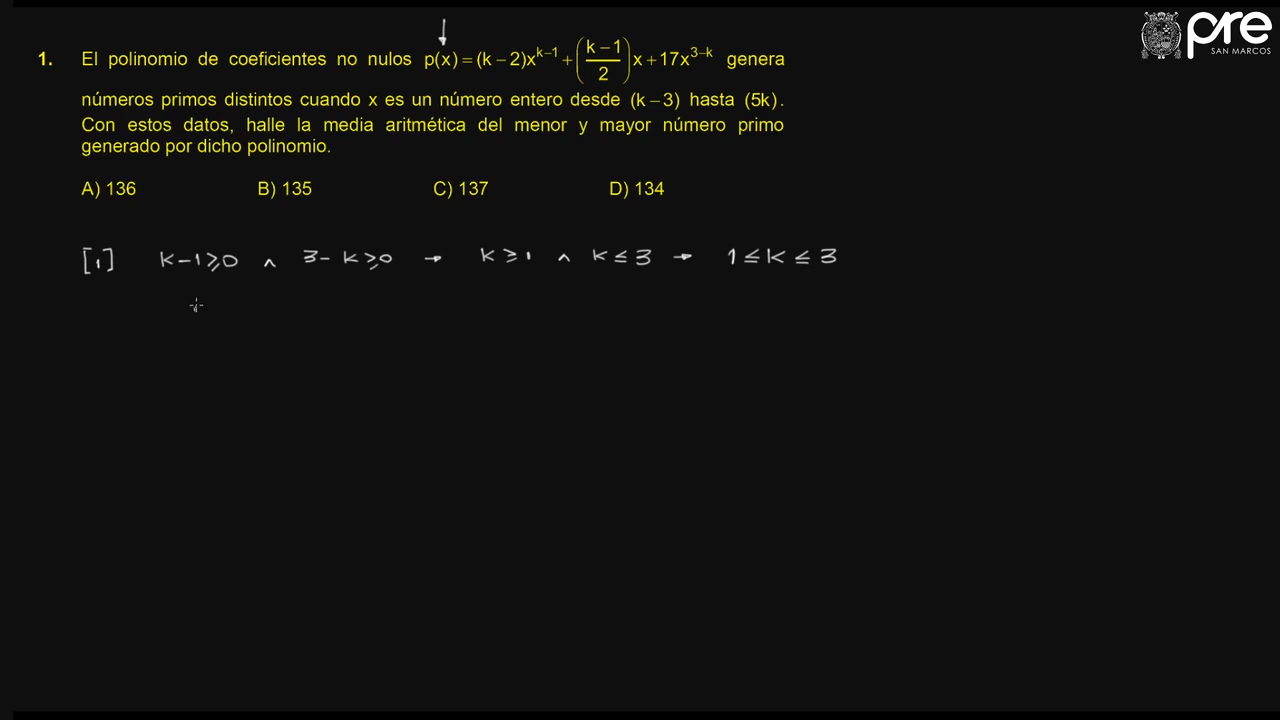 pre
SAN MARCOS
1. El polinomio de coeficientes no nulos p(x) = (k − 2)x^{k−1} + ((k − 1)/2)x + 17x^{3−k} genera
números primos distintos cuando x es un número entero desde (k − 3) hasta (5k).
Con estos datos, halle la media aritmética del menor y mayor número primo
generado por dicho polinomio.
A) 136 B) 135 C) 137 D) 134
[1] k−1≥0 ∧ 3−k≥0 → k≥1 ∧ k≤3 → 1≤k≤3